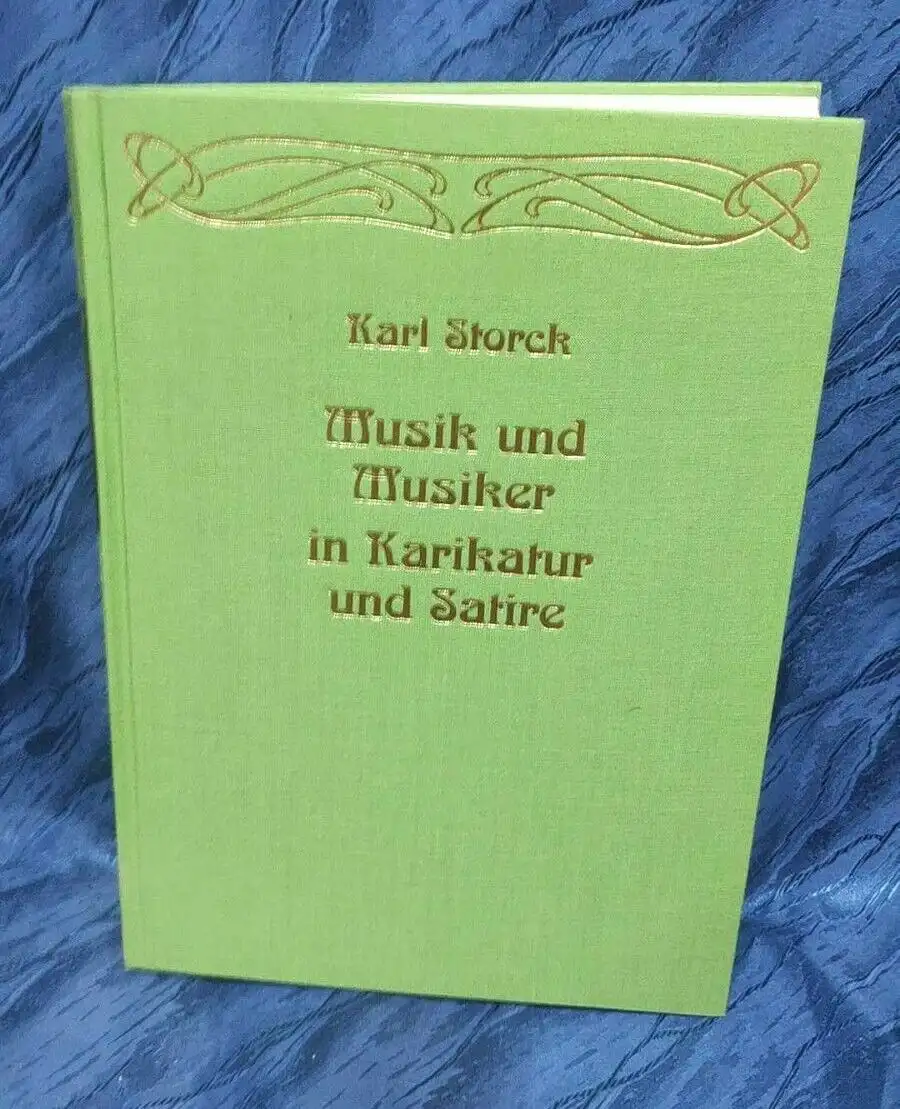 Karl Storck
Musik und
Musiker
in Karikatur
und Satire